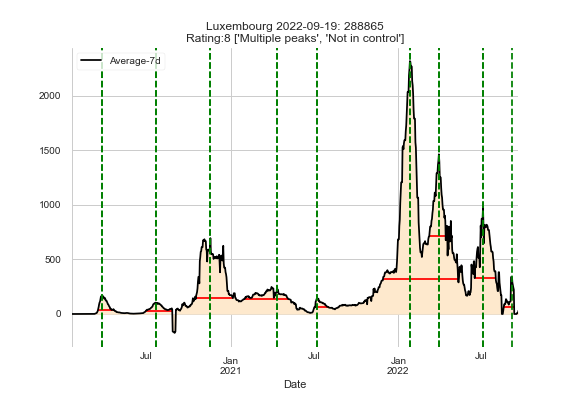 Luxembourg 2022-09-19: 288865
Rating:8 ['Multiple peaks', 'Not in control']
Average-7d
2000
1500
1000
500
0
Jul
Jan
2021
Jul
Jan
2022
Jul
Date